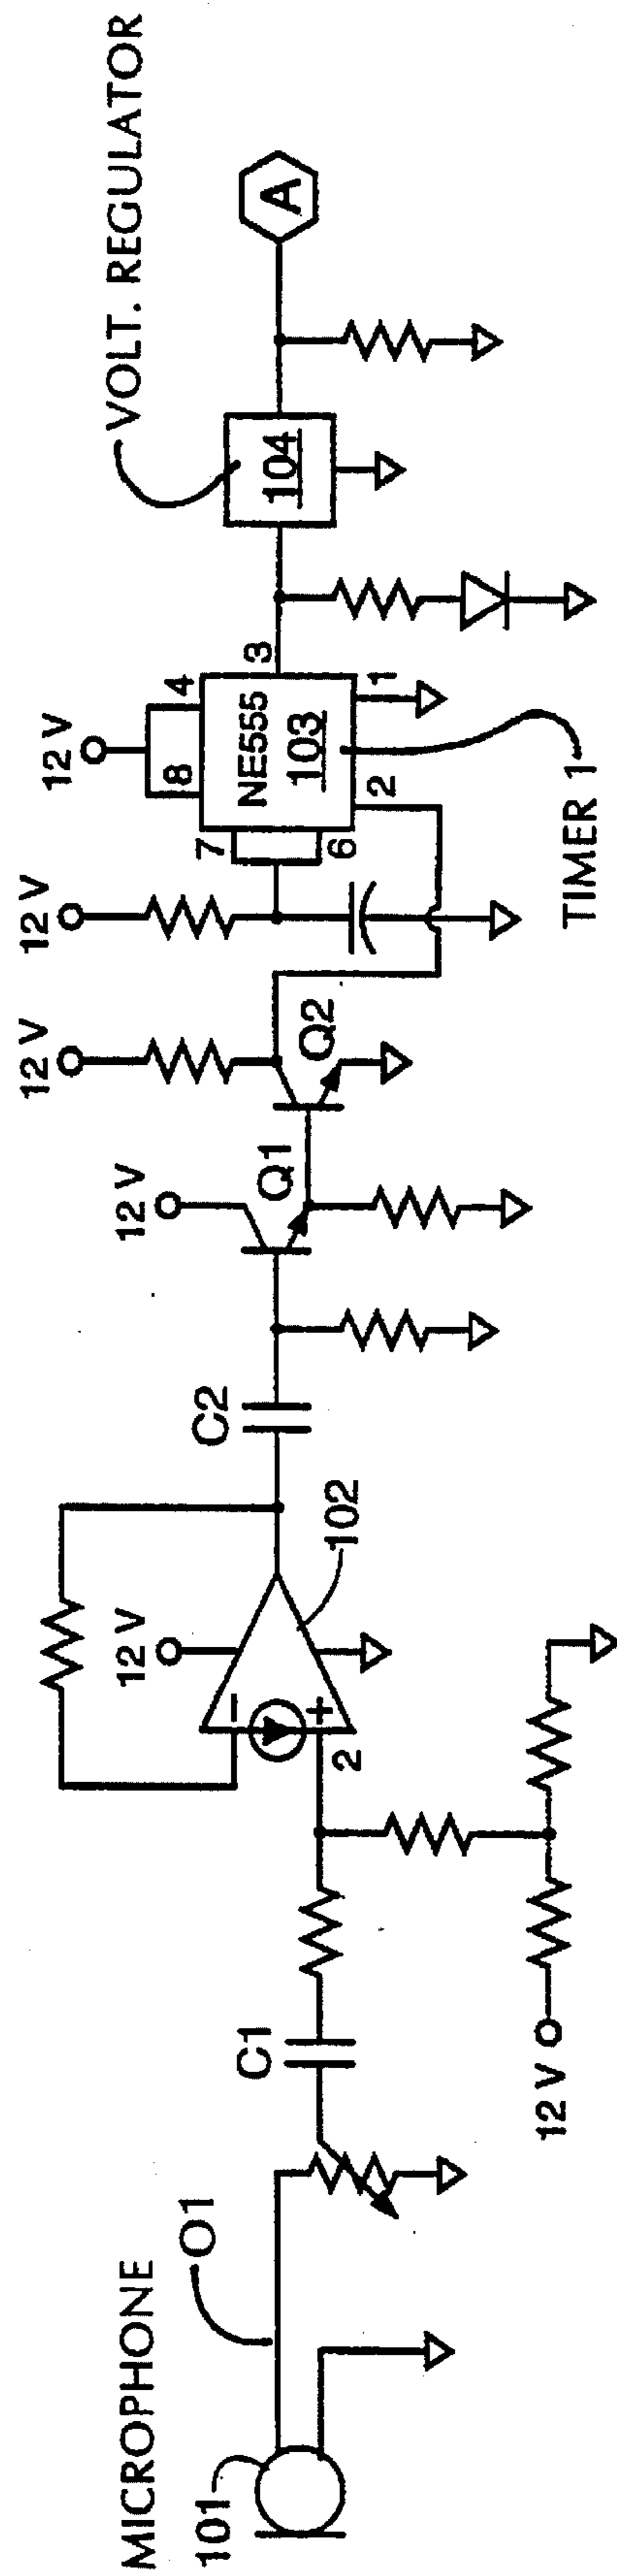 MICROPHONE
101
O1
C1
12 V
2
-
+
12 V
102
C2
12 V
Q1
12 V
Q2
12 V
12 V
7
6
8
4
NE555
103
2
1
3
TIMER 1
VOLT. REGULATOR
104
A